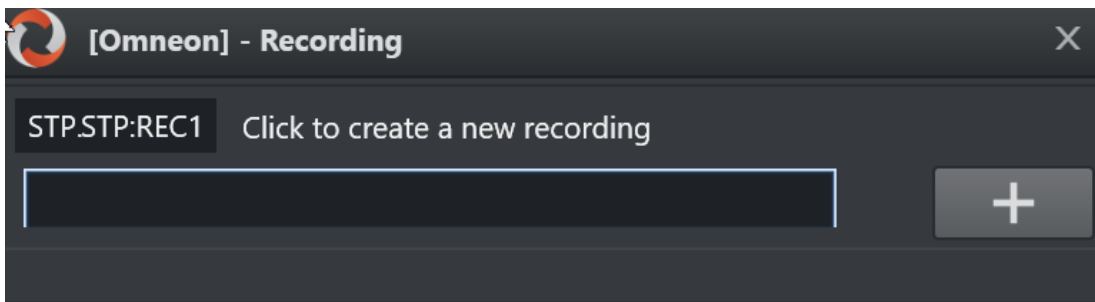 [Omneon] - Recording X
STP.STP:REC1 Click to create a new recording
+